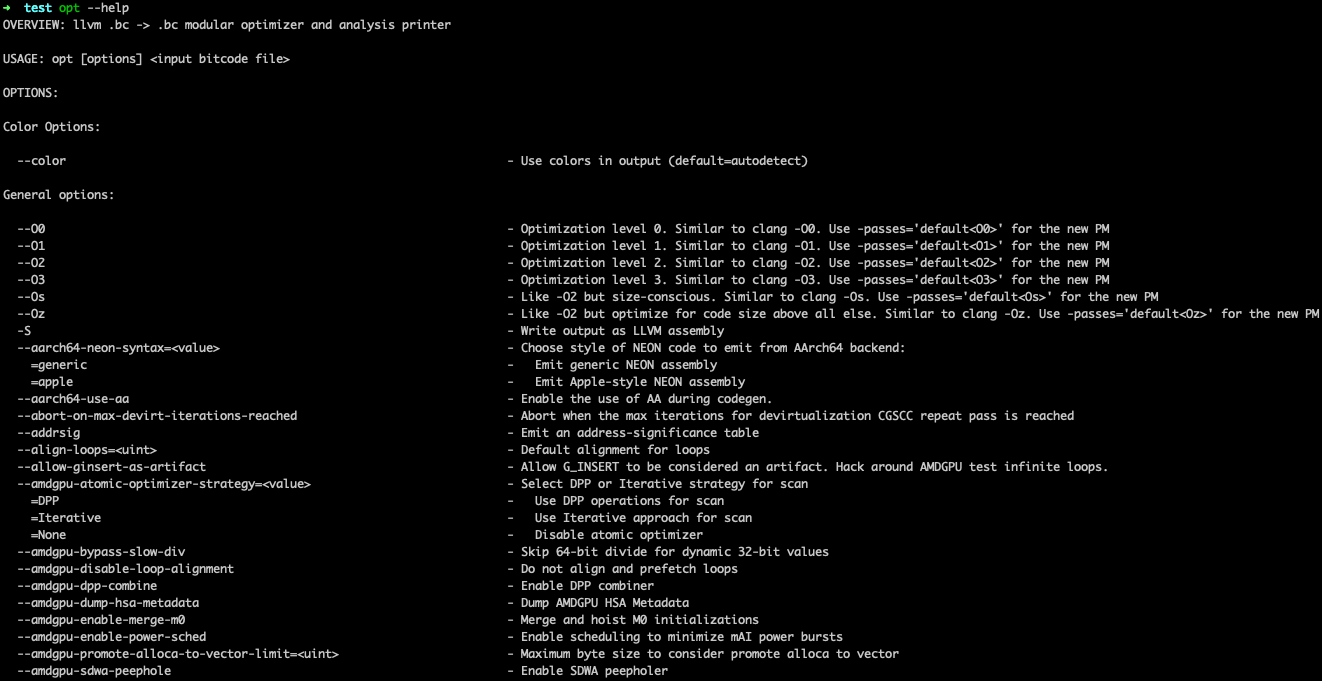 → test opt --help
OVERVIEW: llvm .bc -> .bc modular optimizer and analysis printer
USAGE: opt [options] <input bitcode file>
OPTIONS:
Color Options:
--color - Use colors in output (default=autodetect)
General options:
--O0 - Optimization level 0. Similar to clang -O0. Use -passes='default<O0>' for the new PM
--O1 - Optimization level 1. Similar to clang -O1. Use -passes='default<O1>' for the new PM
--O2 - Optimization level 2. Similar to clang -O2. Use -passes='default<O2>' for the new PM
--O3 - Optimization level 3. Similar to clang -O3. Use -passes='default<O3>' for the new PM
--Os - Like -O2 but size-conscious. Similar to clang -Os. Use -passes='default<Os>' for the new PM
--Oz - Like -O2 but optimize for code size above all else. Similar to clang -Oz. Use -passes='default<Oz>' for the new PM
-S - Write output as LLVM assembly
--aarch64-neon-syntax=<value> - Choose style of NEON code to emit from AArch64 backend:
=generic - Emit generic NEON assembly
=apple - Emit Apple-style NEON assembly
--aarch64-use-aa - Enable the use of AA during codegen.
--abort-on-max-devirt-iterations-reached - Abort when the max iterations for devirtualization CGSCC repeat pass is reached
--addrsig - Emit an address-significance table
--align-loops=<uint> - Default alignment for loops
--allow-ginsert-as-artifact - Allow G_INSERT to be considered an artifact. Hack around AMDGPU test infinite loops.
--amdgpu-atomic-optimizer-strategy=<value> - Select DPP or Iterative strategy for scan
=DPP - Use DPP operations for scan
=Iterative - Use Iterative approach for scan
=None - Disable atomic optimizer
--amdgpu-bypass-slow-div - Skip 64-bit divide for dynamic 32-bit values
--amdgpu-disable-loop-alignment - Do not align and prefetch loops
--amdgpu-dpp-combine - Enable DPP combiner
--amdgpu-dump-hsa-metadata - Dump AMDGPU HSA Metadata
--amdgpu-enable-merge-m0 - Merge and hoist M0 initializations
--amdgpu-enable-power-sched - Enable scheduling to minimize mAI power bursts
--amdgpu-promote-alloca-to-vector-limit=<uint> - Maximum byte size to consider promote alloca to vector
--amdgpu-sdwa-peephole - Enable SDWA peepholer